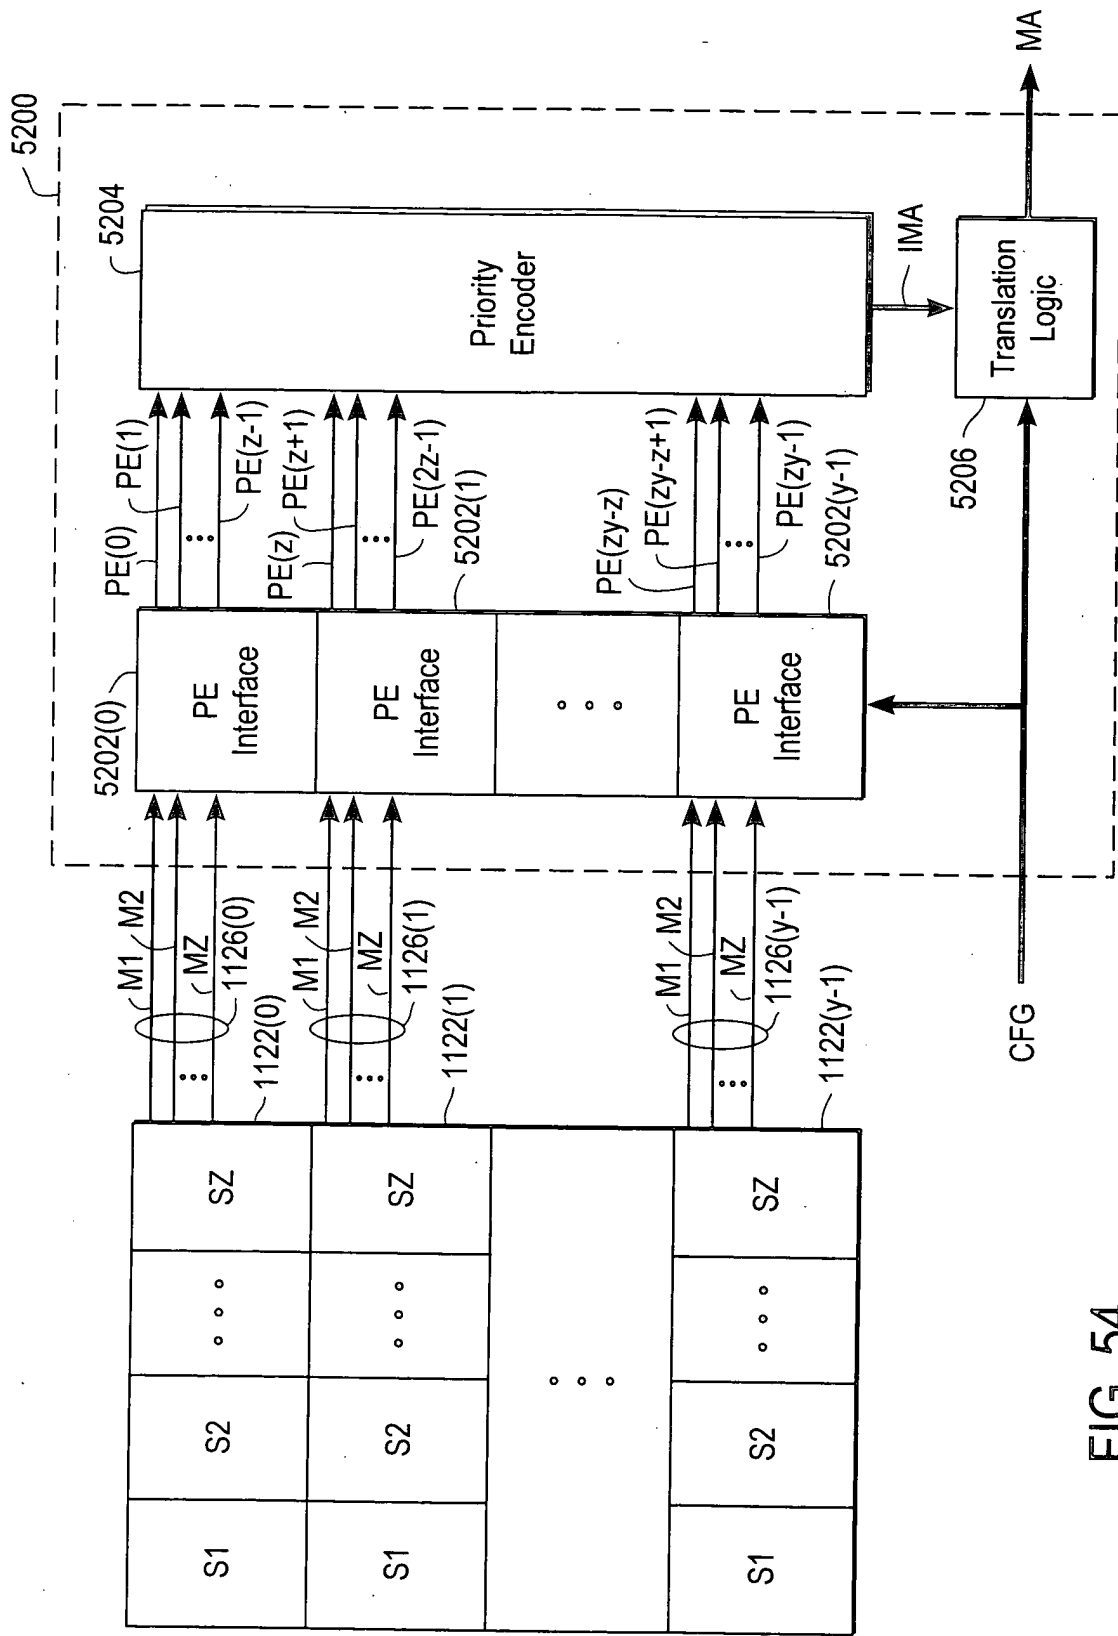 5200
5204
5202(0)
PE(0)
PE(1)
PE(z-1)
PE(z)
PE(z+1)
PE(2z-1)
5202(1)
PE(zy-z)
PE(zy-z+1)
PE(zy-1)
5202(y-1)
Priority
Encoder
PE
Interface
PE
Interface
PE
Interface
IMA
Translation
Logic
5206
MA
CFG
M1
M2
MZ
1126(0)
1122(0)
M1
M2
MZ
1126(1)
1122(1)
M1
M2
MZ
1126(y-1)
1122(y-1)
S1
S2
SZ
S1
S2
SZ
S1
S2
SZ
FIG. 54